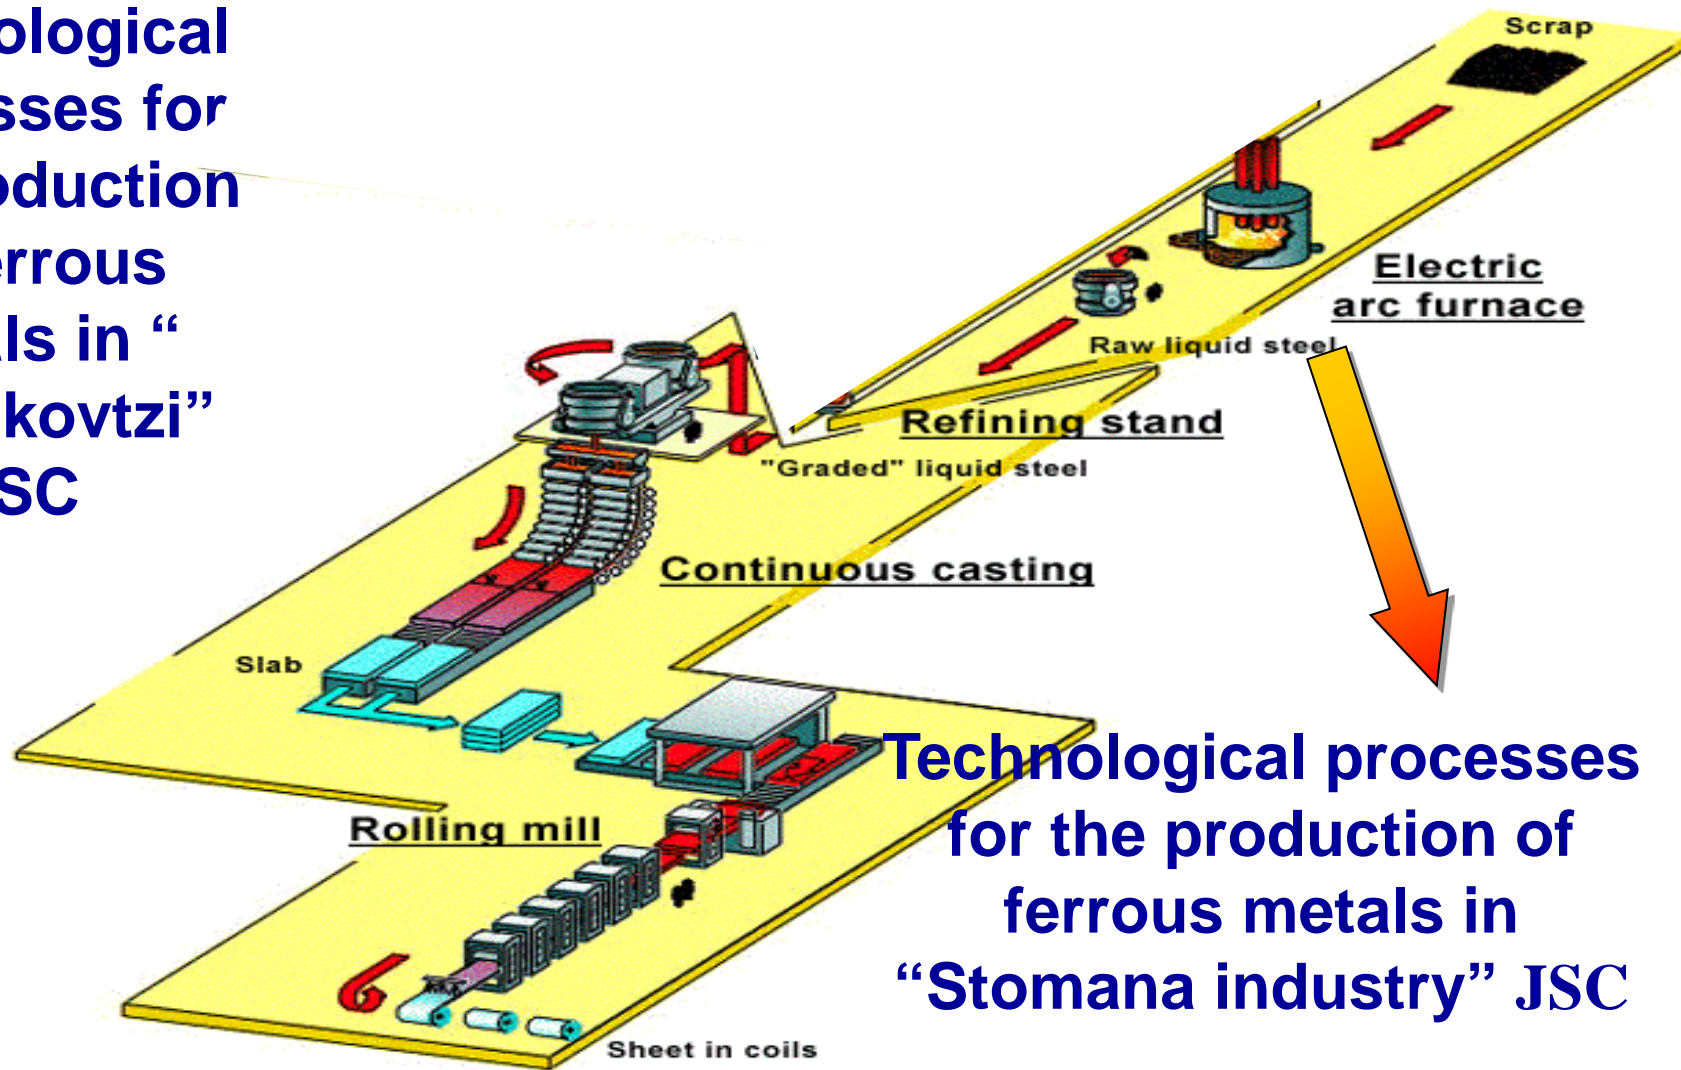 ological
sses for
oduction
errous
ls in “
kovtzi”
SC
Scrap
Electric
arc furnace
Raw liquid steel
Refining stand
"Graded" liquid steel
Continuous casting
Slab
Rolling mill
Sheet in coils
Technological processes
for the production of
ferrous metals in
“Stomana industry” JSC